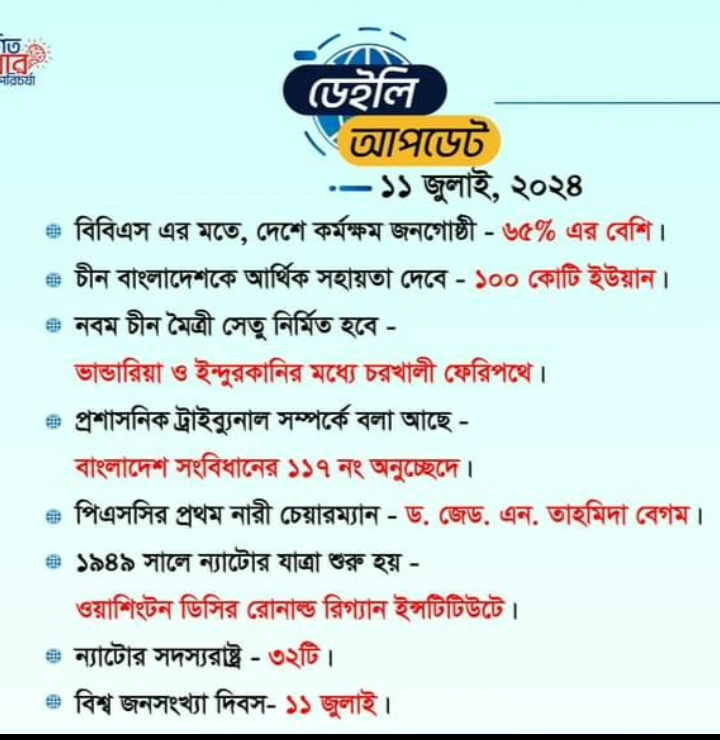 ডেইলি
আপডেট
১১ জুলাই, ২০২৪
বিবিএস এর মতে, দেশে কর্মক্ষম জনগোষ্ঠী - ৬৫% এর বেশি।
চীন বাংলাদেশকে আর্থিক সহায়তা দেবে - ১০০ কোটি ইউয়ান।
নবম চীন মৈত্রী সেতু নির্মিত হবে -
ভান্ডারিয়া ও ইন্দুরকানির মধ্যে চরখালী ফেরিপথে।
প্রশাসনিক ট্রাইব্যুনাল সম্পর্কে বলা আছে -
বাংলাদেশ সংবিধানের ১১৭ নং অনুচ্ছেদে।
পিএসসির প্রথম নারী চেয়ারম্যান - ড. জেড. এন. তাহমিদা বেগম।
১৯৪৯ সালে ন্যাটোর যাত্রা শুরু হয় -
ওয়াশিংটন ডিসির রোনাল্ড রিগ্যান ইন্সটিটিউটে।
ন্যাটোর সদস্যরাষ্ট্র - ৩২টি।
বিশ্ব জনসংখ্যা দিবস- ১১ জুলাই।